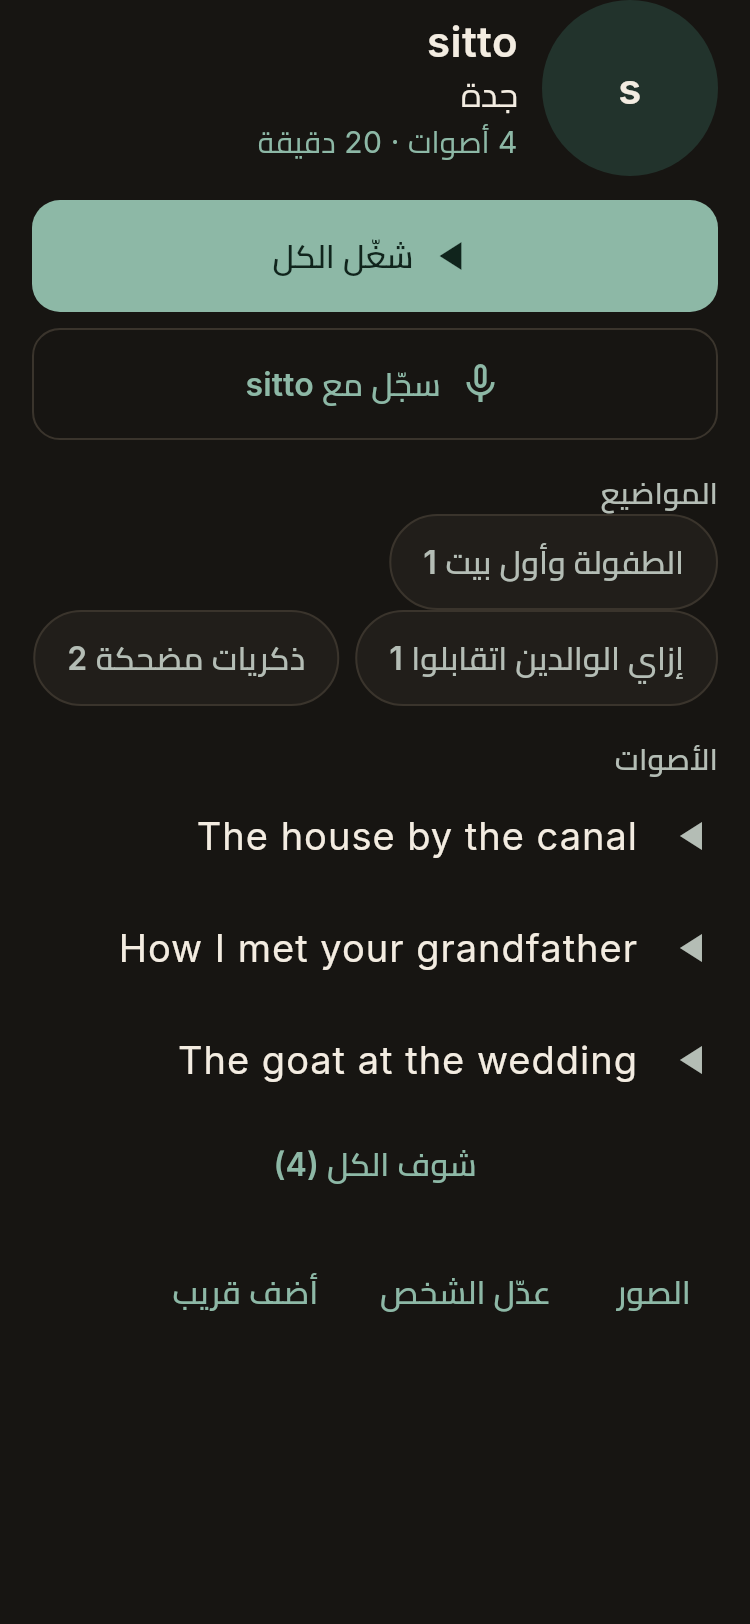 s
sitto
جدة
4 أصوات · 20 دقيقة
شغّل الكل
سجّل مع sitto
المواضيع
الطفولة وأول بيت 1
إزاي الوالدين اتقابلوا 1
ذكريات مضحكة 2
الأصوات
The house by the canal
How I met your grandfather
The goat at the wedding
شوف الكل (4)
الصور
عدّل الشخص
أضف قريب